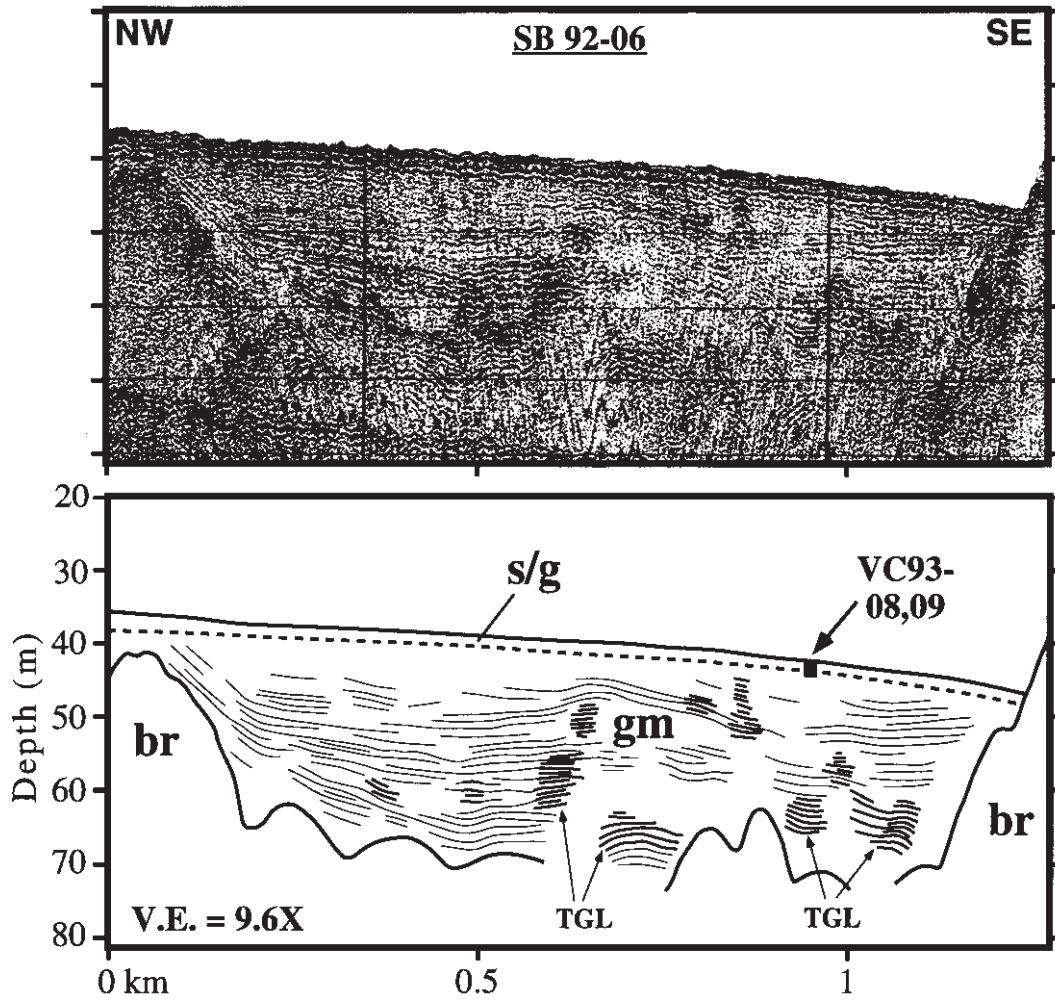 NW
SB 92-06
SE
20
30
40
50
60
70
80
Depth (m)
s/g
VC93-
08,09
br
gm
br
TGL
TGL
V.E. = 9.6X
0 km
0.5
1